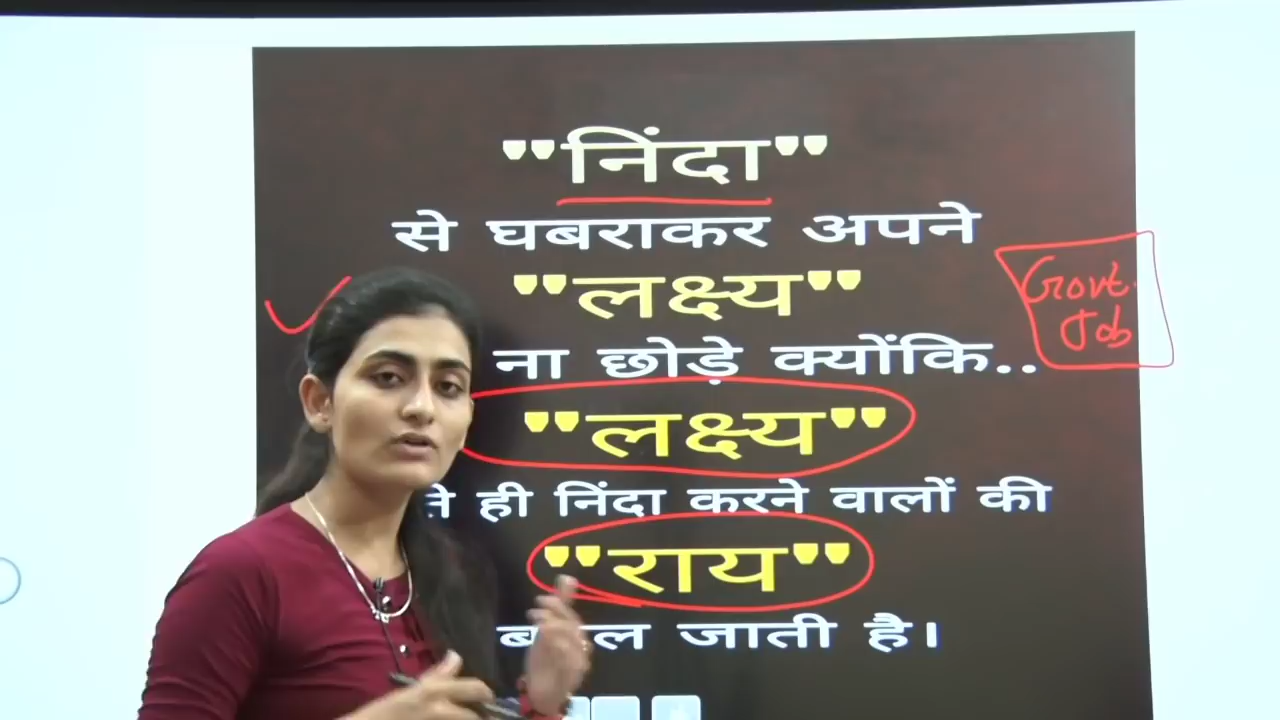 "निंदा"
से घबराकर अपने
"लक्ष्य"
ना छोड़े क्योंकि..
"लक्ष्य"
ही निंदा करने वालों की
"राय"
जाती है।
Govt.
Job